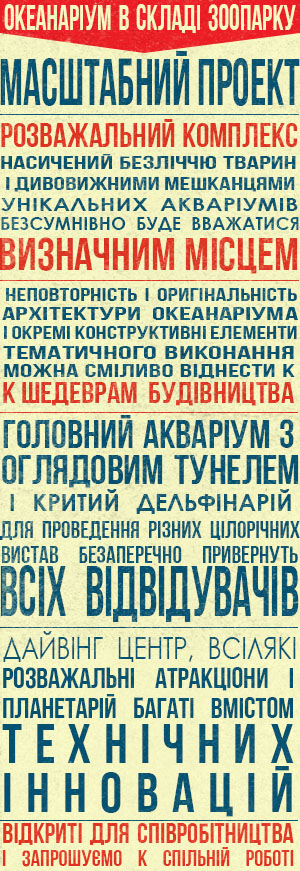 ОКЕАНАРІУМ В СКЛАДІ ЗООПАРКУ
МАСШТАБНИЙ ПРОЕКТ
РОЗВАЖАЛЬНИЙ КОМПЛЕКС
НАСИЧЕНИЙ БЕЗЛІЧЧЮ ТВАРИН
І ДИВОВИЖНИМИ МЕШКАНЦЯМИ
УНІКАЛЬНИХ АКВАРІУМІВ
БЕЗСУМНІВНО БУДЕ ВВАЖАТИСЯ
ВИЗНАЧНИМ МІСЦЕМ
НЕПОВТОРНІСТЬ І ОРИГІНАЛЬНІСТЬ
АРХІТЕКТУРИ ОКЕАНАРІУМА
І ОКРЕМІ КОНСТРУКТИВНІ ЕЛЕМЕНТИ
ТЕМАТИЧНОГО ВИКОНАННЯ
МОЖНА СМІЛИВО ВІДНЕСТИ К
К ШЕДЕВРАМ БУДІВНИЦТВА
ГОЛОВНИЙ АКВАРІУМ З
ОГЛЯДОВИМ ТУНЕЛЕМ
І КРИТИЙ ДЕЛЬФІНАРІЙ
ДЛЯ ПРОВЕДЕННЯ РІЗНИХ ЦІЛОРІЧНИХ
ВИСТАВ БЕЗАПЕРЕЧНО ПРИВЕРНУТЬ
ВСІХ ВІДВІДУВАЧІВ
ДАЙВІНГ ЦЕНТР, ВСІЛЯКІ
РОЗВАЖАЛЬНІ АТРАКЦІОНИ І
ПЛАНЕТАРІЙ БАГАТІ ВМІСТОМ
ТЕХНІЧНИХ
ІННОВАЦІЙ
ВІДКРИТІ ДЛЯ СПІВРОБІТНИЦТВА
І ЗАПРОШУЄМО К СПІЛЬНІЙ РОБОТІ